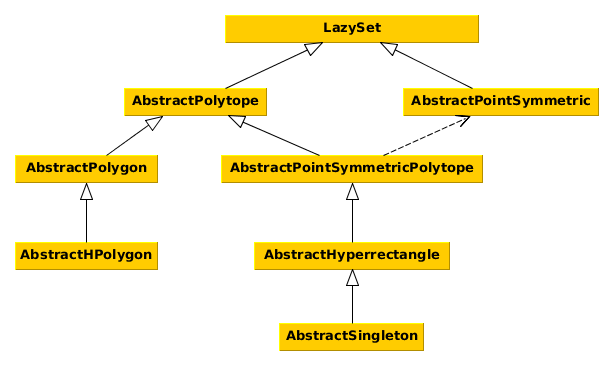 LazySet
AbstractPolytope
AbstractPointSymmetric
AbstractPolygon
AbstractPointSymmetricPolytope
AbstractHPolygon
AbstractHyperrectangle
AbstractSingleton